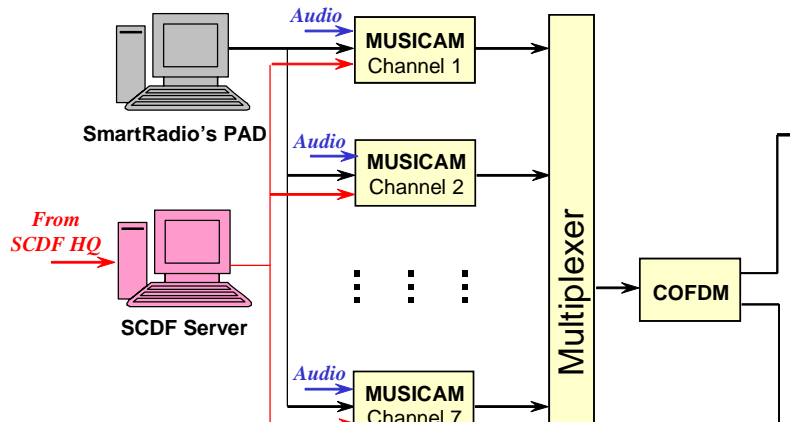 Audio
MUSICAM
Channel 1
SmartRadio's PAD
Audio
MUSICAM
Channel 2
From
SCDF HQ
SCDF Server
Multiplexer
COFDM
Audio
MUSICAM
Channel 7